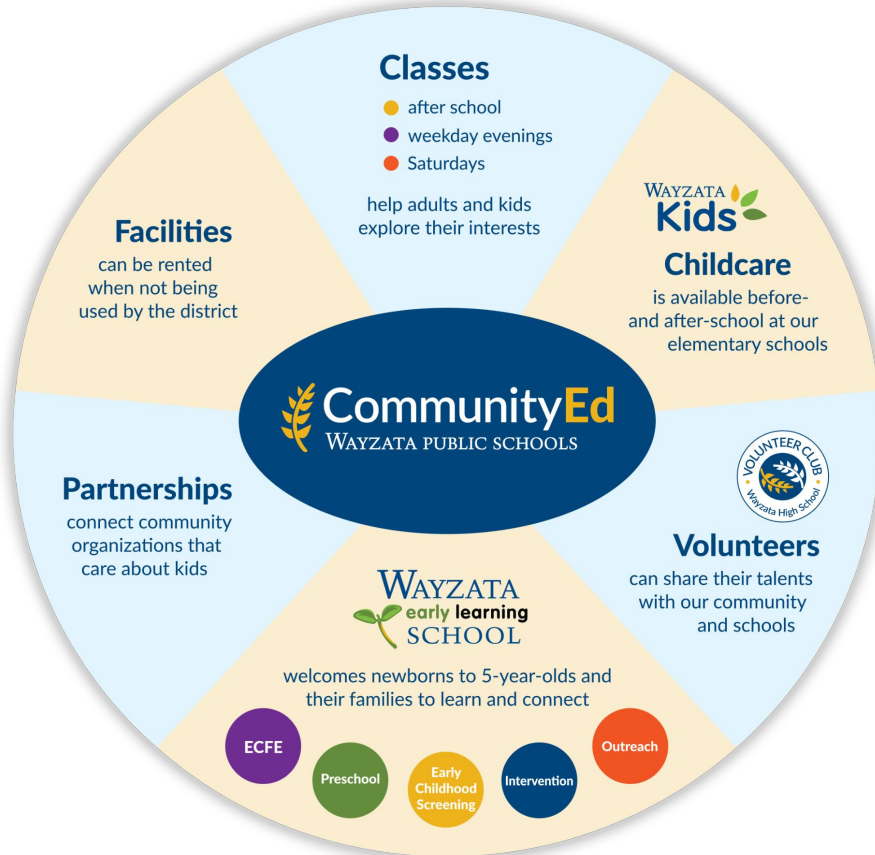 Classes
after school
weekday evenings
Saturdays
help adults and kids
explore their interests
WAYZATA
Kids
Childcare
is available before-
and after-school at our
elementary schools
VOLUNTEER CLUB
Wayzata High School
Volunteers
can share their talents
with our community
and schools
WAYZATA
early learning
SCHOOL
welcomes newborns to 5-year-olds and
their families to learn and connect
ECFE
Preschool
Early
Childhood
Screening
Intervention
Outreach
Partnerships
connect community
organizations that
care about kids
Facilities
can be rented
when not being
used by the district
CommunityEd
WAYZATA PUBLIC SCHOOLS